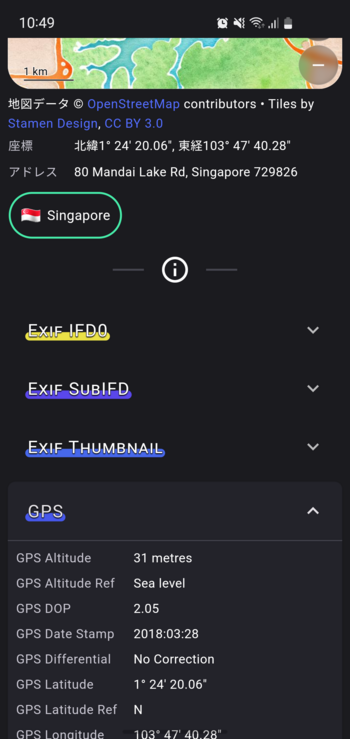 10:49
1 km
地図データ © OpenStreetMap contributors • Tiles by
Stamen Design, CC BY 3.0
座標 北緯1° 24' 20.06", 東経103° 47' 40.28"
アドレス 80 Mandai Lake Rd, Singapore 729826
Singapore
Exif IFD0
Exif SubIFD
Exif Thumbnail
GPS
GPS Altitude 31 metres
GPS Altitude Ref Sea level
GPS DOP 2.05
GPS Date Stamp 2018:03:28
GPS Differential No Correction
GPS Latitude 1° 24' 20.06"
GPS Latitude Ref N
GPS Longitude 103° 47' 40.28"